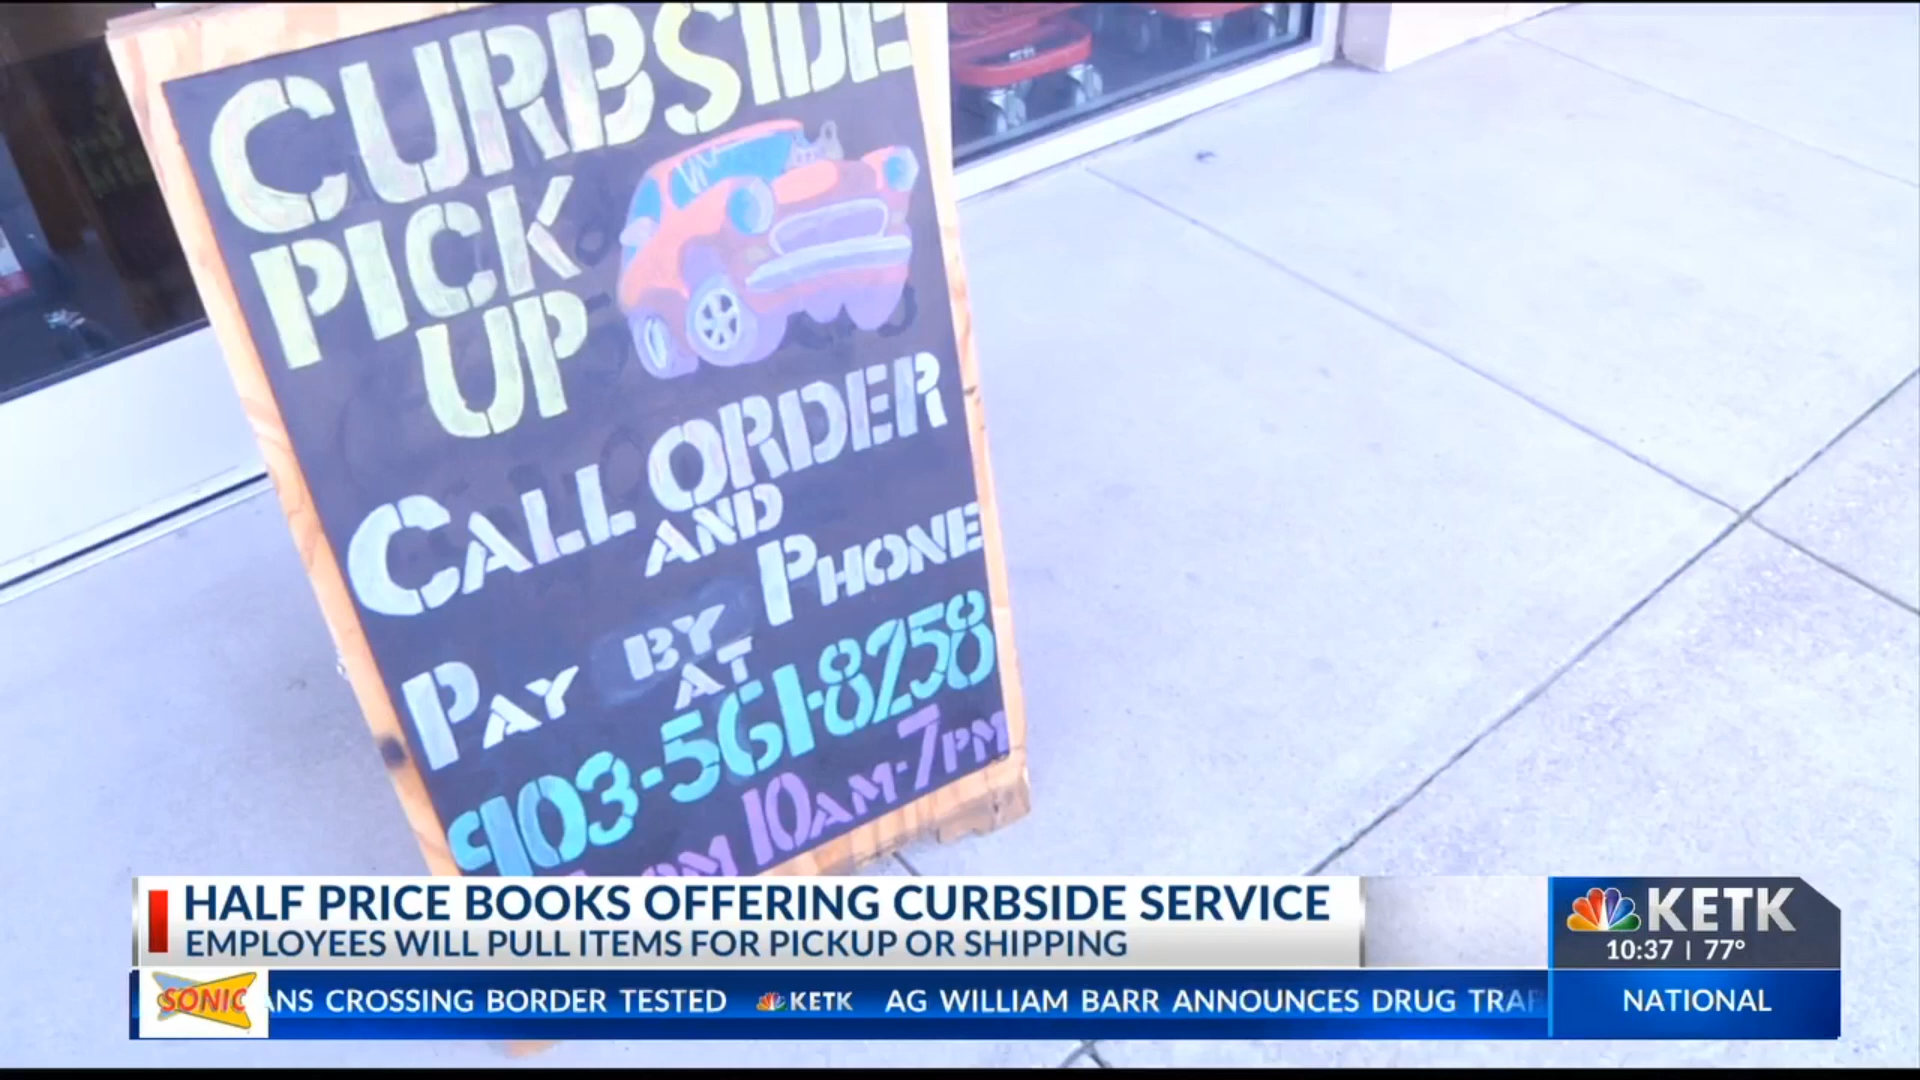 CURBSIDE
PICK
UP
CALL ORDER
AND
PAY BY PHONE
AT
903-561-8258
PM 10AM-7PM
HALF PRICE BOOKS OFFERING CURBSIDE SERVICE
EMPLOYEES WILL PULL ITEMS FOR PICKUP OR SHIPPING
KETK
10:37 | 77°
SONIC
ANS CROSSING BORDER TESTED KETK AG WILLIAM BARR ANNOUNCES DRUG TRAF
NATIONAL